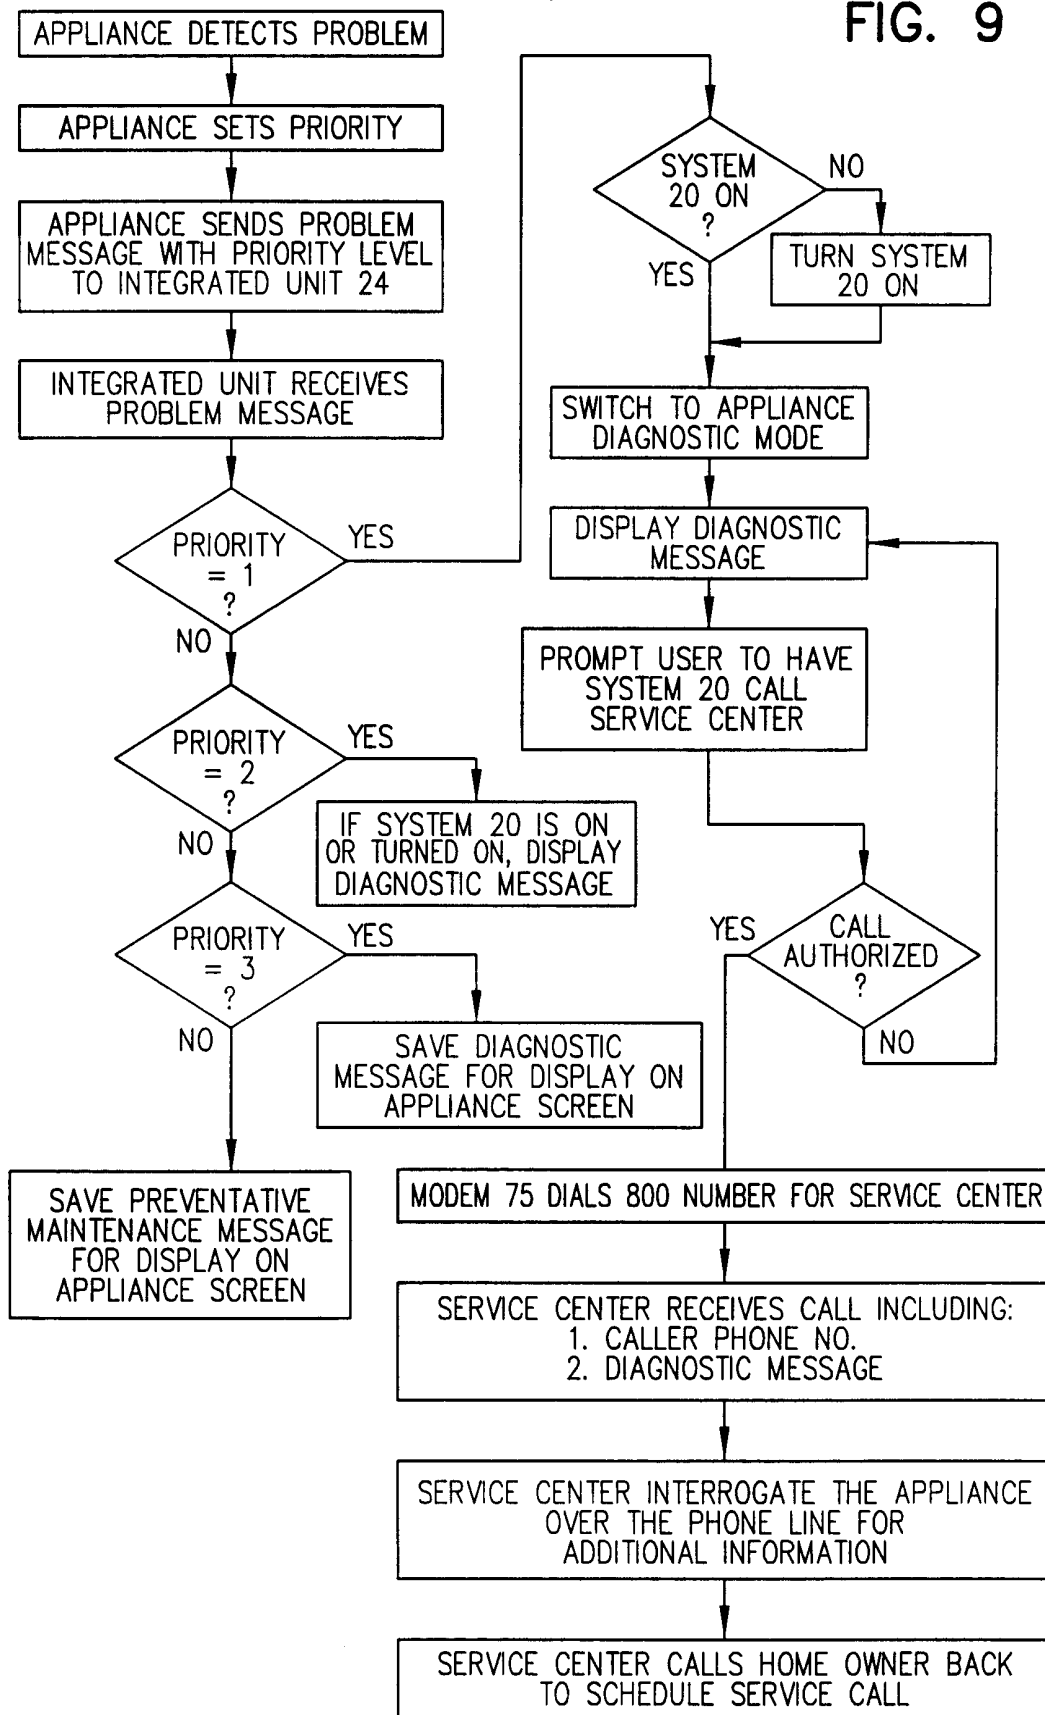 FIG. 9
APPLIANCE DETECTS PROBLEM
APPLIANCE SETS PRIORITY
APPLIANCE SENDS PROBLEM
MESSAGE WITH PRIORITY LEVEL
TO INTEGRATED UNIT 24
INTEGRATED UNIT RECEIVES
PROBLEM MESSAGE
PRIORITY
= 1
?
YES
NO
PRIORITY
= 2
?
YES
NO
IF SYSTEM 20 IS ON
OR TURNED ON, DISPLAY
DIAGNOSTIC MESSAGE
PRIORITY
= 3
?
YES
NO
SAVE DIAGNOSTIC
MESSAGE FOR DISPLAY ON
APPLIANCE SCREEN
SAVE PREVENTATIVE
MAINTENANCE MESSAGE
FOR DISPLAY ON
APPLIANCE SCREEN
SYSTEM
20 ON
?
NO
YES
TURN SYSTEM
20 ON
SWITCH TO APPLIANCE
DIAGNOSTIC MODE
DISPLAY DIAGNOSTIC
MESSAGE
PROMPT USER TO HAVE
SYSTEM 20 CALL
SERVICE CENTER
CALL
AUTHORIZED
?
YES
NO
MODEM 75 DIALS 800 NUMBER FOR SERVICE CENTER
SERVICE CENTER RECEIVES CALL INCLUDING:
1. CALLER PHONE NO.
2. DIAGNOSTIC MESSAGE
SERVICE CENTER INTERROGATE THE APPLIANCE
OVER THE PHONE LINE FOR
ADDITIONAL INFORMATION
SERVICE CENTER CALLS HOME OWNER BACK
TO SCHEDULE SERVICE CALL